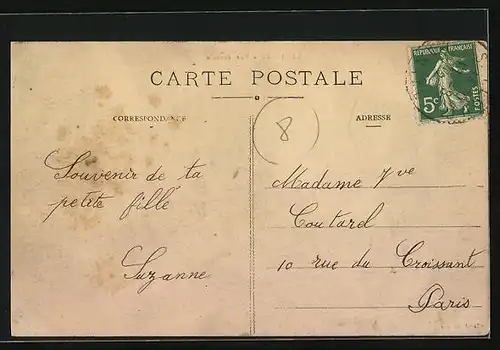 CARTE POSTALE
REPUBLIQUE FRANÇAISE
5c
POSTES
CORRESPONDANCE
8
ADRESSE
Souvenir de ta
petite fille
Suzanne
Madame Vve
Coutarel
10 rue du Croissant
Paris